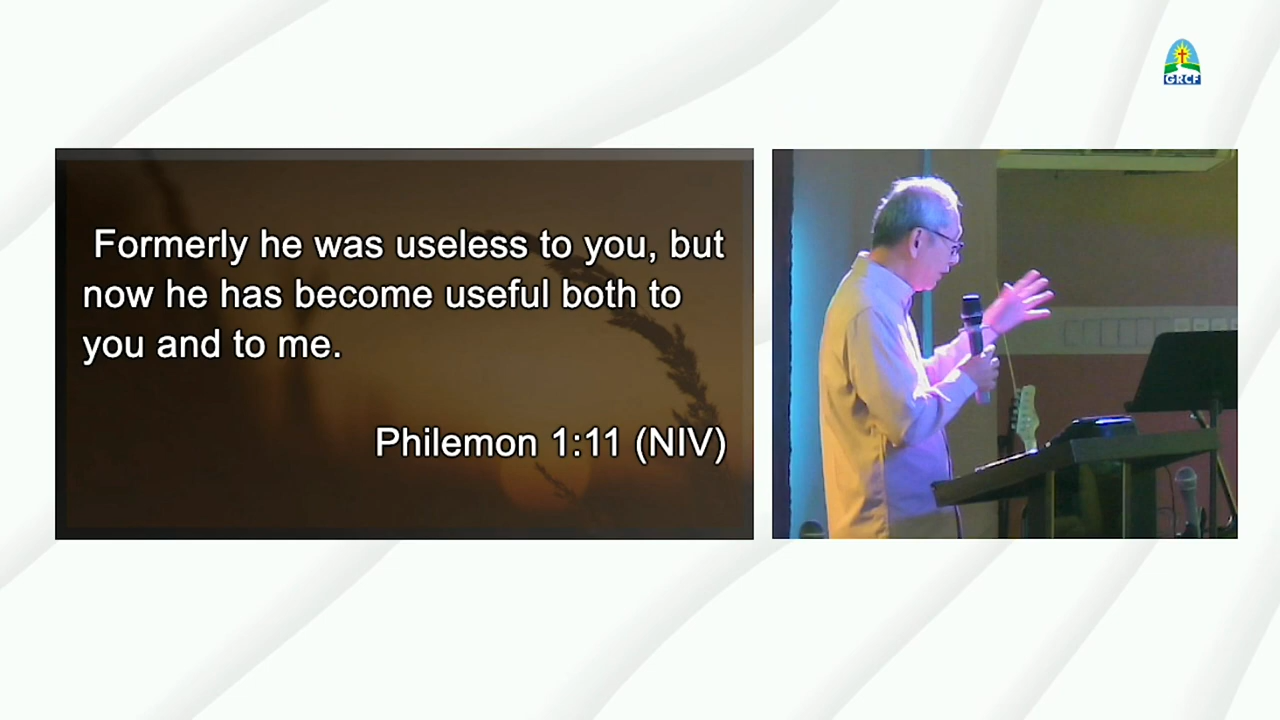 GRCF
Formerly he was useless to you, but
now he has become useful both to
you and to me.
Philemon 1:11 (NIV)